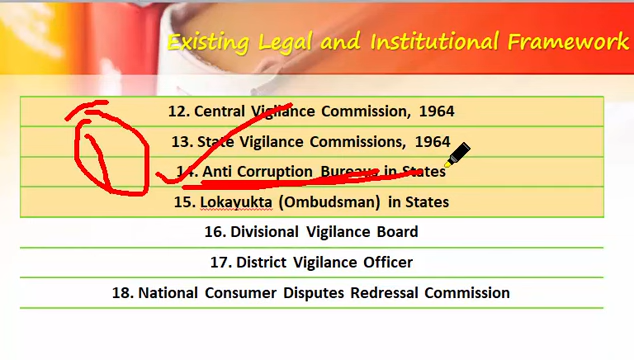 Existing Legal and Institutional Framework
12. Central Vigilance Commission, 1964
13. State Vigilance Commissions, 1964
14. Anti Corruption Bureaus in States
15. Lokayukta (Ombudsman) in States
16. Divisional Vigilance Board
17. District Vigilance Officer
18. National Consumer Disputes Redressal Commission